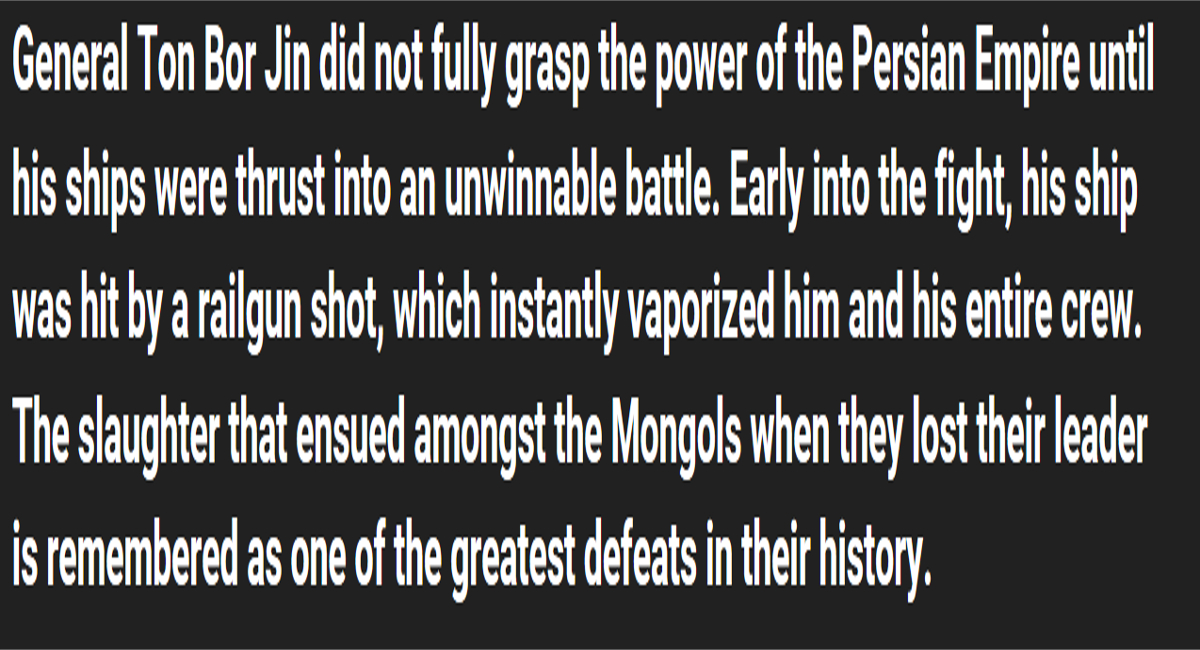 General Ton Bor Jin did not fully grasp the power of the Persian Empire until
his ships were thrust into an unwinnable battle. Early into the fight, his ship
was hit by a railgun shot, which instantly vaporized him and his entire crew.
The slaughter that ensued amongst the Mongols when they lost their leader
is remembered as one of the greatest defeats in their history.